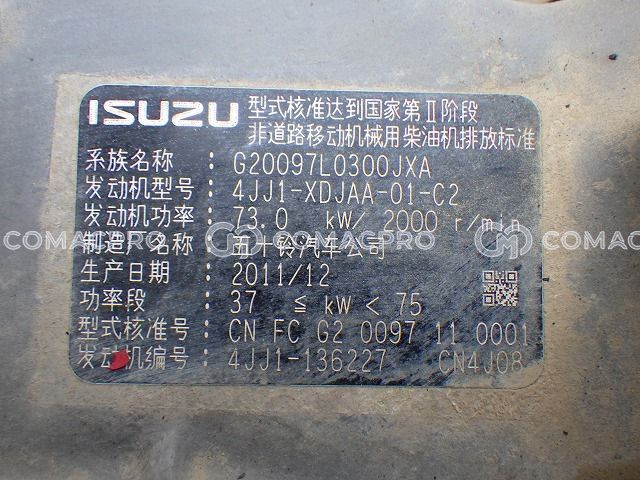 ISUZU 型式核准达到国家第Ⅱ阶段
非道路移动机械用柴油机排放标准
系族名称 : G20097L0300JXA
发动机型号: 4JJ1-XDJAA-01-C2
发动机功率: 73.0 kW/ 2000 r/min
COMACPRO COMACPRO COMAC
制造厂名称: 五十铃汽车公司
生产日期 : 2011/12
功率段 : 37 ≦ kW < 75
型式核准号: CN FC G2 0097 11 0001
发动机编号: 4JJ1-136227 CN4J08